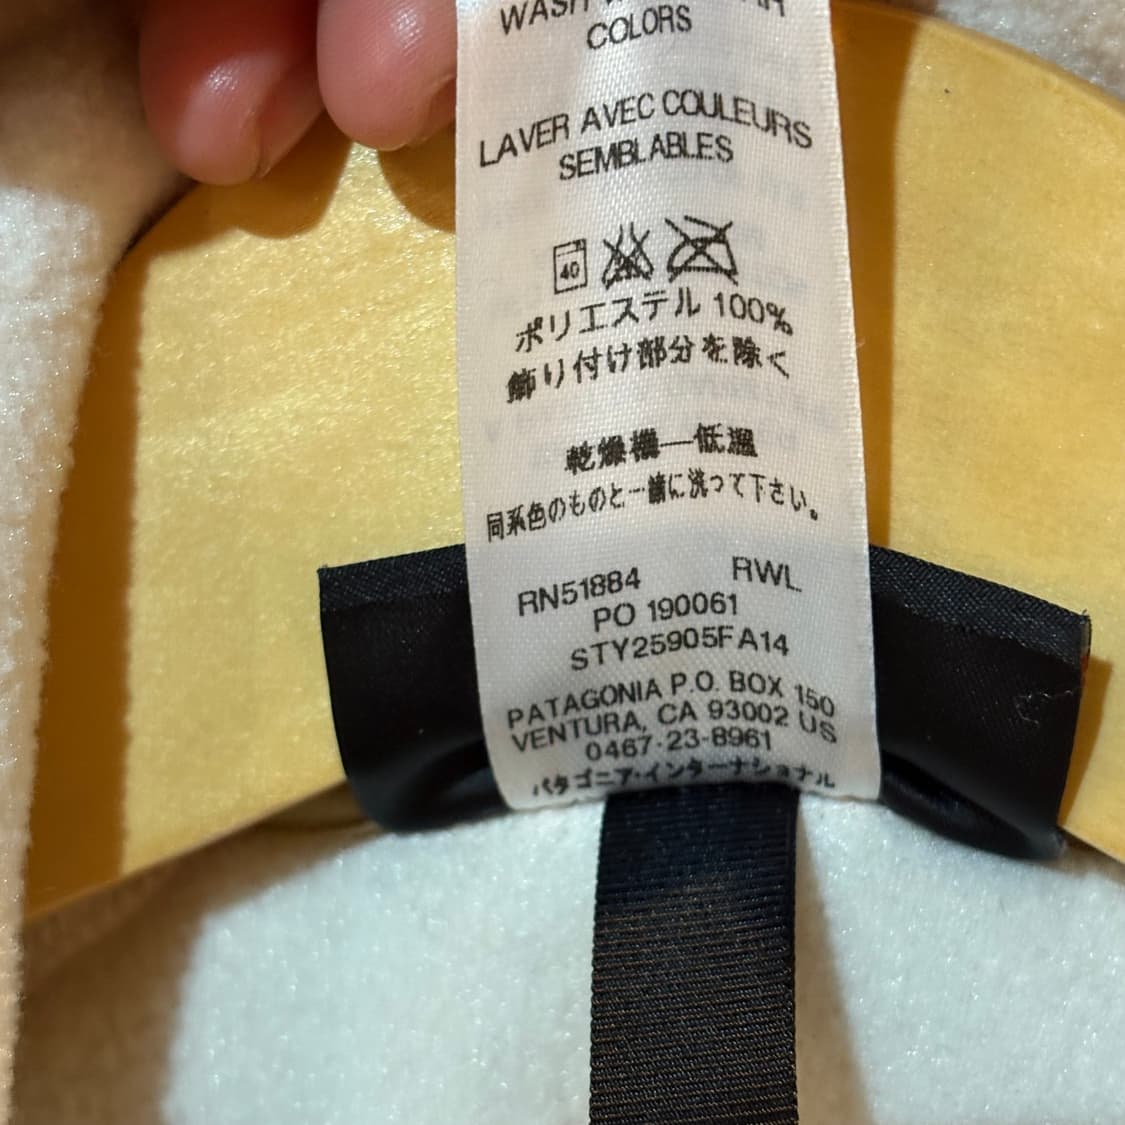 WASH
COLORS
LAVER AVEC COULEURS
SEMBLABLES
40
ポリエステル 100%
飾り付け部分を除く
乾燥機—低温
同系色のものと一緒に洗って下さい。
RN51884 RWL
PO 190061
STY25905FA14
PATAGONIA P.O. BOX 150
VENTURA, CA 93002 US
0467-23-8961
パタゴニア・インターナショナル